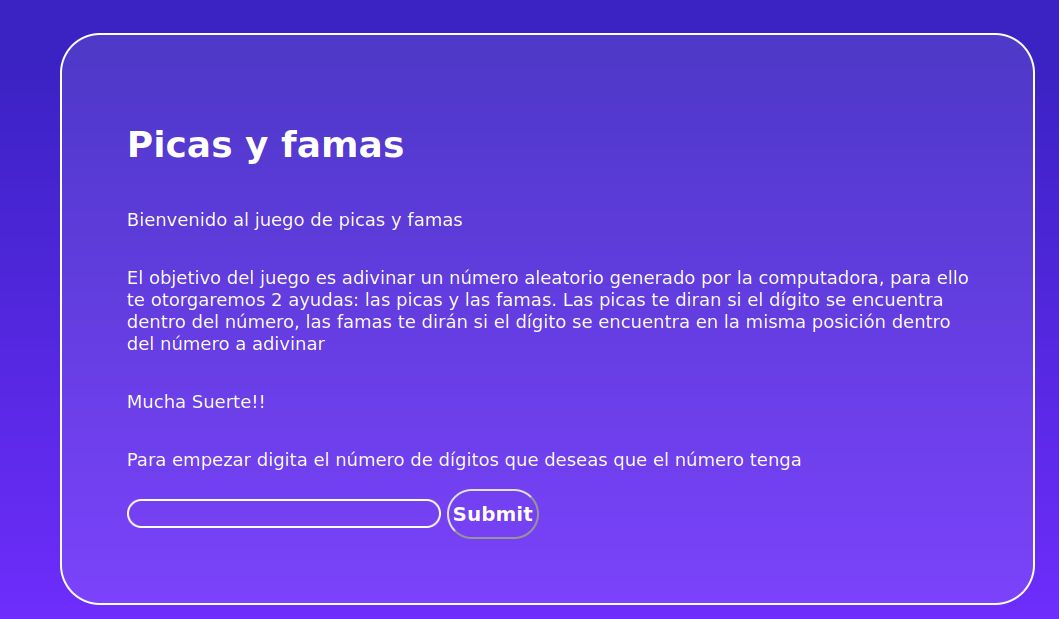 Picas y famas
Bienvenido al juego de picas y famas
El objetivo del juego es adivinar un número aleatorio generado por la computadora, para ello
te otorgaremos 2 ayudas: las picas y las famas. Las picas te diran si el dígito se encuentra
dentro del número, las famas te dirán si el dígito se encuentra en la misma posición dentro
del número a adivinar
Mucha Suerte!!
Para empezar digita el número de dígitos que deseas que el número tenga
Submit